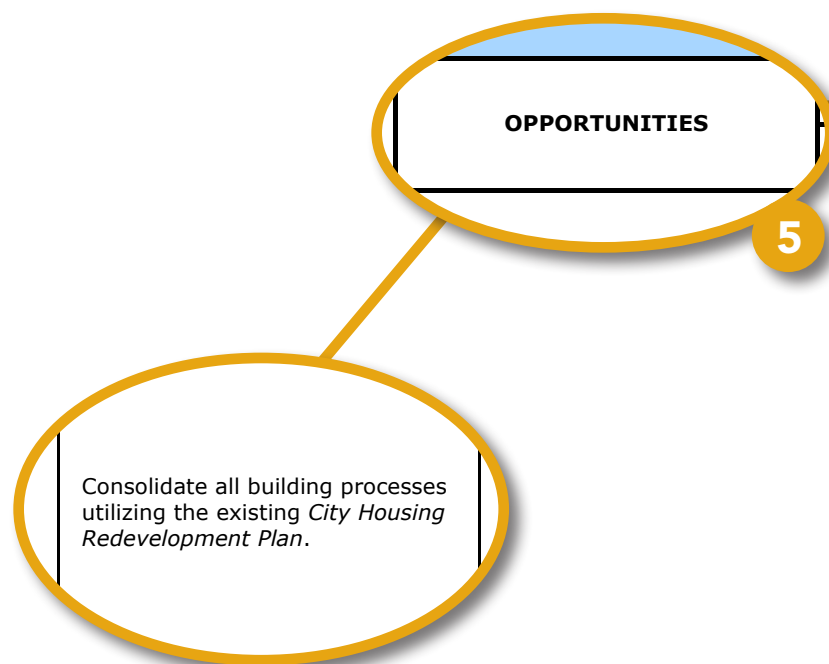 OPPORTUNITIES
5
Consolidate all building processes
utilizing the existing City Housing
Redevelopment Plan.